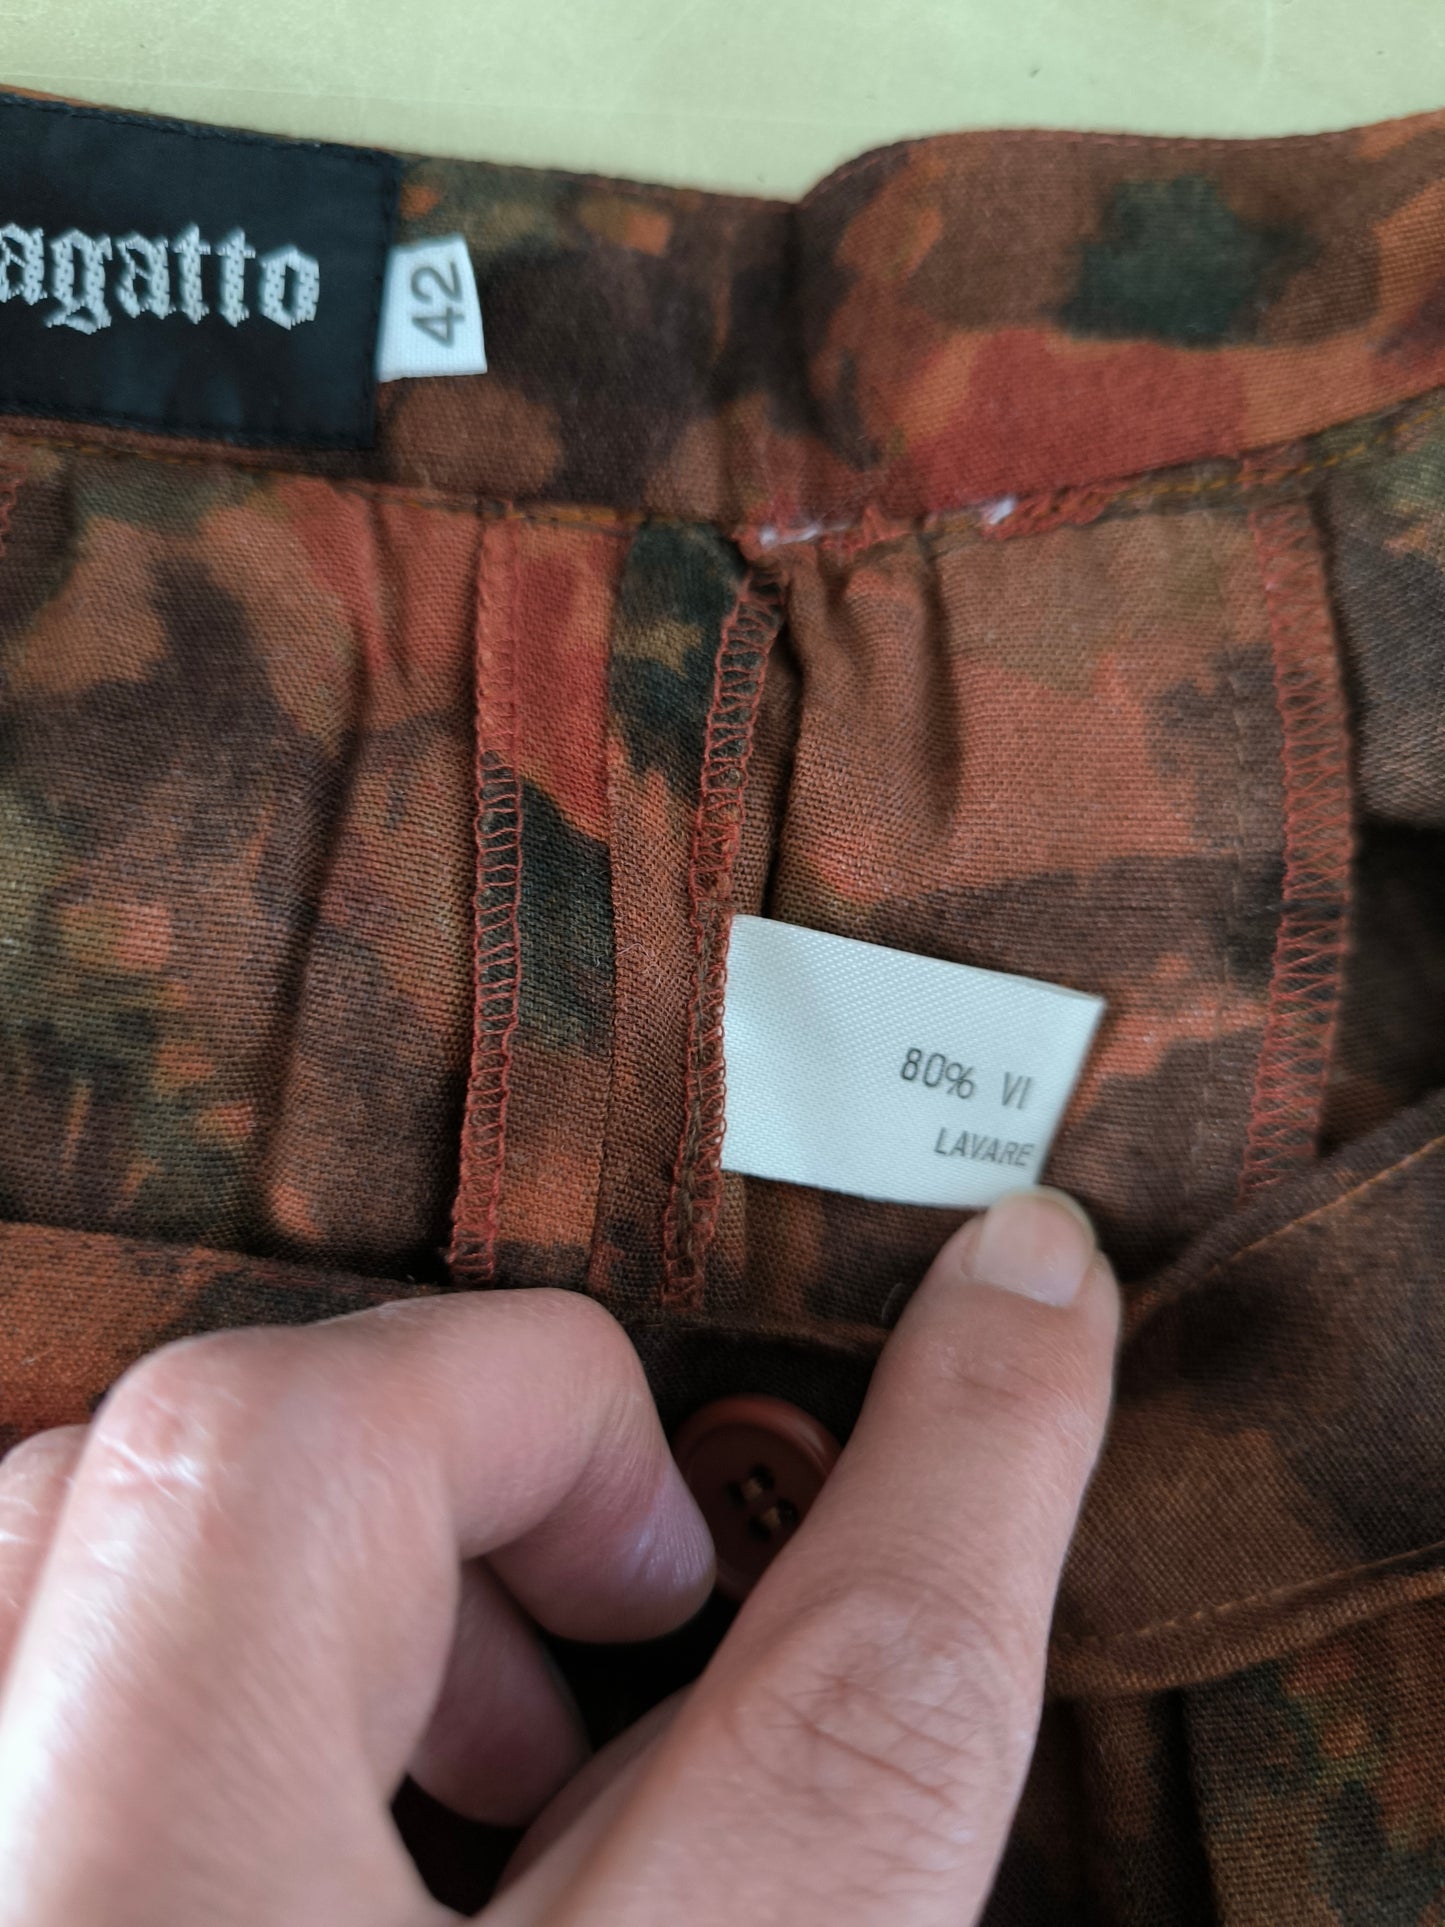 agatto
42
80% VI
LAVARE